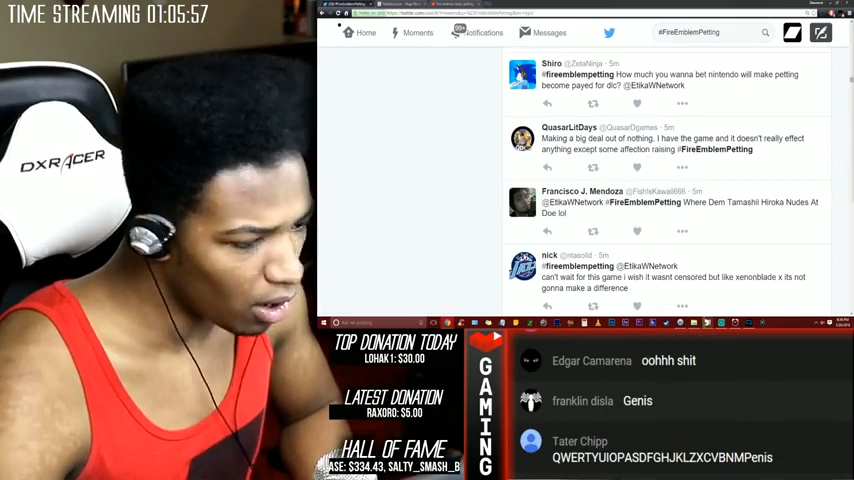 TIME STREAMING 01:05:57
DXRACER
Home
Moments
99+
Notifications
Messages
#FireEmblemPetting
Shiro @ZetaNinja · 5m
#fireemblempetting How much you wanna bet nintendo will make petting
become payed for dlc? @EtikaWNetwork
QuasarLitDays @QuasarDgames · 5m
Making a big deal out of nothing. I have the game and it doesn't really effect
anything except some affection raising #FireEmblemPetting
Francisco J. Mendoza @FishIsKawaii666 · 5m
@EtikaWNetwork #FireEmblemPetting Where Dem Tamashii Hiroka Nudes At
Doe lol
nick @ntasolid · 5m
#fireemblempetting @EtikaWNetwork
can't wait for this game i wish it wasnt censored but like xenonblade x its not
gonna make a difference
TOP DONATION TODAY
LOHAK1: $30.00
LATEST DONATION
RAXORO: $5.00
HALL OF FAME
ASE: $334.43, SALTY_SMASH_B
GAMING
Edgar Camarena oohhh shit
franklin disla Genis
Tater Chipp
QWERTYUIOPASDFGHJKLZXCVBNMPenis